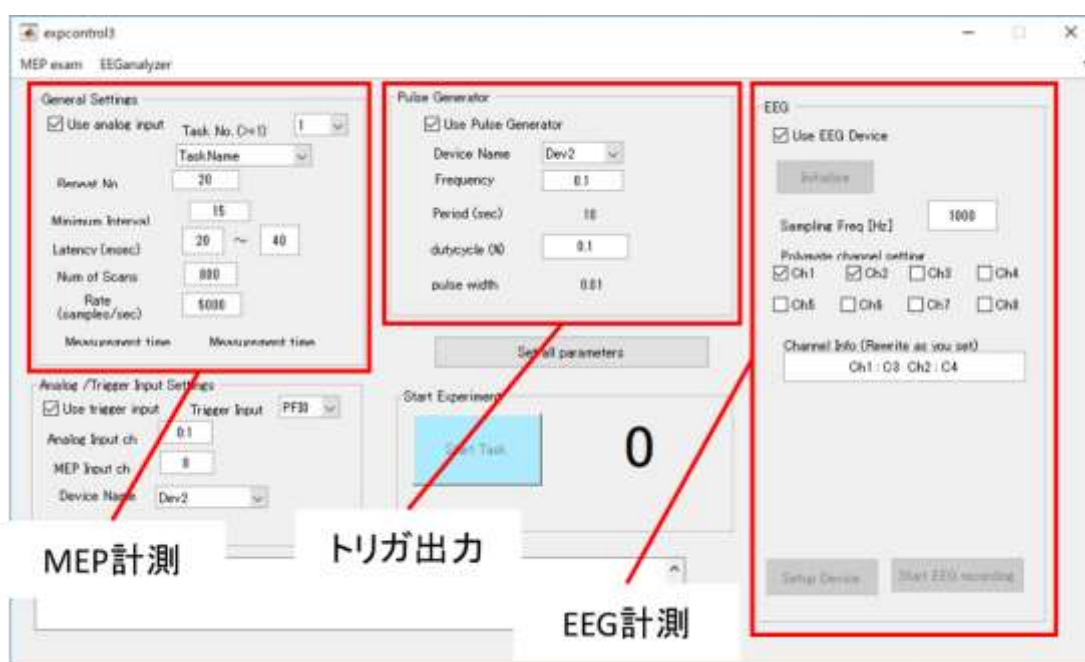 expcontrol3
MEP exam EEGanalyzer
General Settings
Use analog input Task No. (>=1) 1
TaskName
Repeat No 20
Minimum Interval 15
Latency (msec) 20 ~ 40
Num of Scans 800
Rate (samples/sec) 5000
Measurement time Measurement time
Analog /Trigger Input Settings
Use trigger input Trigger Input PFI0
Analog Input ch 0:1
MEP Input ch 0
Device Name Dev2
MEP計測
Pulse Generator
Use Pulse Generator
Device Name Dev2
Frequency 0.1
Period (sec) 10
dutycycle (%) 0.1
pulse width 0.01
Set all parameters
Start Experiment
Start Task 0
トリガ出力
EEG
Use EEG Device
Initialize
Sampling Freq [Hz] 1000
Polymate channel setting
Ch1 Ch2 Ch3 Ch4
Ch5 Ch6 Ch7 Ch8
Channel Info (Rewrite as you set)
Ch1:C3 Ch2:C4
Setup Device Start EEG recording
EEG計測